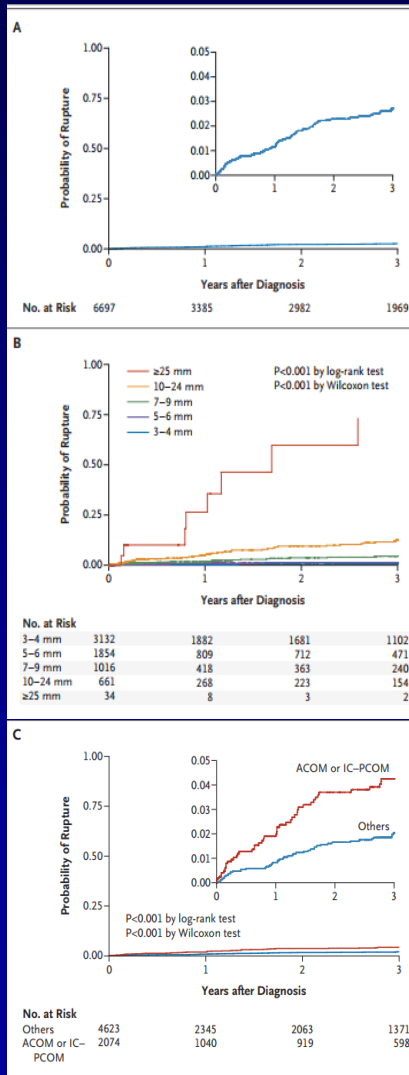 A
Probability of Rupture
1.00
0.75
0.50
0.25
0.00
0 1 2 3
0.05
0.04
0.03
0.02
0.01
0.00
0 1 2 3
Years after Diagnosis
No. at Risk 6697 3385 2982 1969
B
Probability of Rupture
1.00
0.75
0.50
0.25
0.00
≥25 mm
10–24 mm
7–9 mm
5–6 mm
3–4 mm
P<0.001 by log-rank test
P<0.001 by Wilcoxon test
0 1 2 3
Years after Diagnosis
No. at Risk
3–4 mm 3132 1882 1681 1102
5–6 mm 1854 809 712 471
7–9 mm 1016 418 363 240
10–24 mm 661 268 223 154
≥25 mm 34 8 3 2
C
Probability of Rupture
1.00
0.75
0.50
0.25
0.00
0.05
0.04
0.03
0.02
0.01
0.00
ACOM or IC–PCOM
Others
0 1 2 3
P<0.001 by log-rank test
P<0.001 by Wilcoxon test
0 1 2 3
Years after Diagnosis
No. at Risk
Others 4623 2345 2063 1371
ACOM or IC– 2074 1040 919 598
PCOM